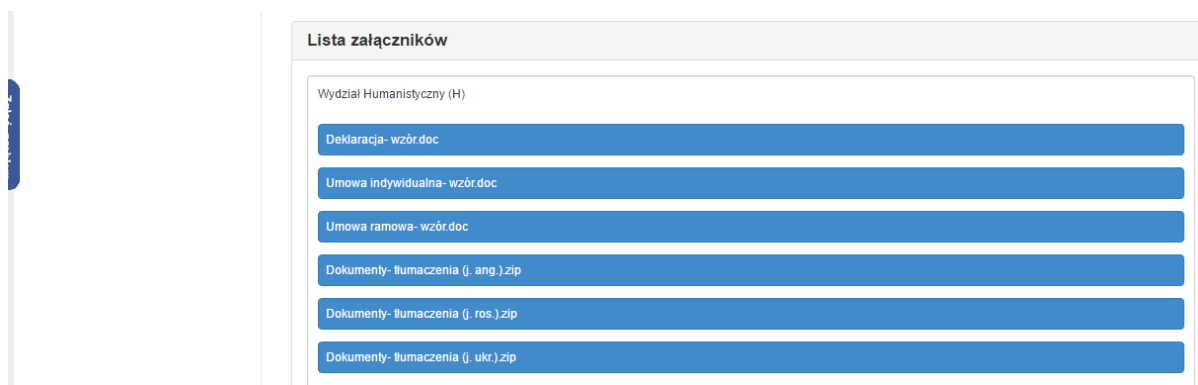 Lista załączników
Wydział Humanistyczny (H)
Deklaracja- wzór.doc
Umowa indywidualna- wzór.doc
Umowa ramowa- wzór.doc
Dokumenty- tłumaczenia (j. ang.).zip
Dokumenty- tłumaczenia (j. ros.).zip
Dokumenty- tłumaczenia (j. ukr.).zip